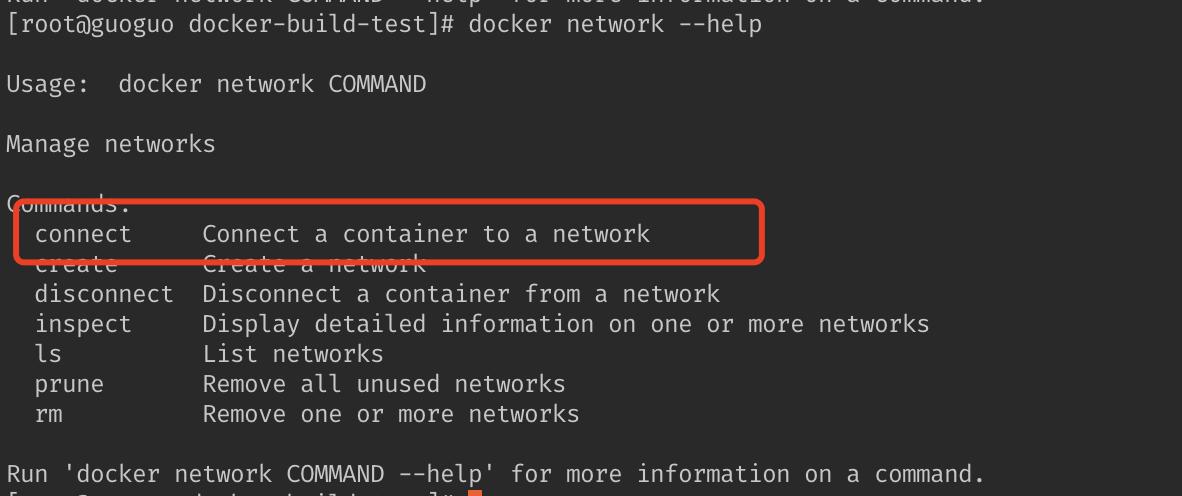 Run 'docker COMMAND --help' for more information on a command.
[root@guoguo docker-build-test]# docker network --help
Usage:  docker network COMMAND
Manage networks
Commands:
connect     Connect a container to a network
create      Create a network
disconnect  Disconnect a container from a network
inspect     Display detailed information on one or more networks
ls          List networks
prune       Remove all unused networks
rm          Remove one or more networks
Run 'docker network COMMAND --help' for more information on a command.